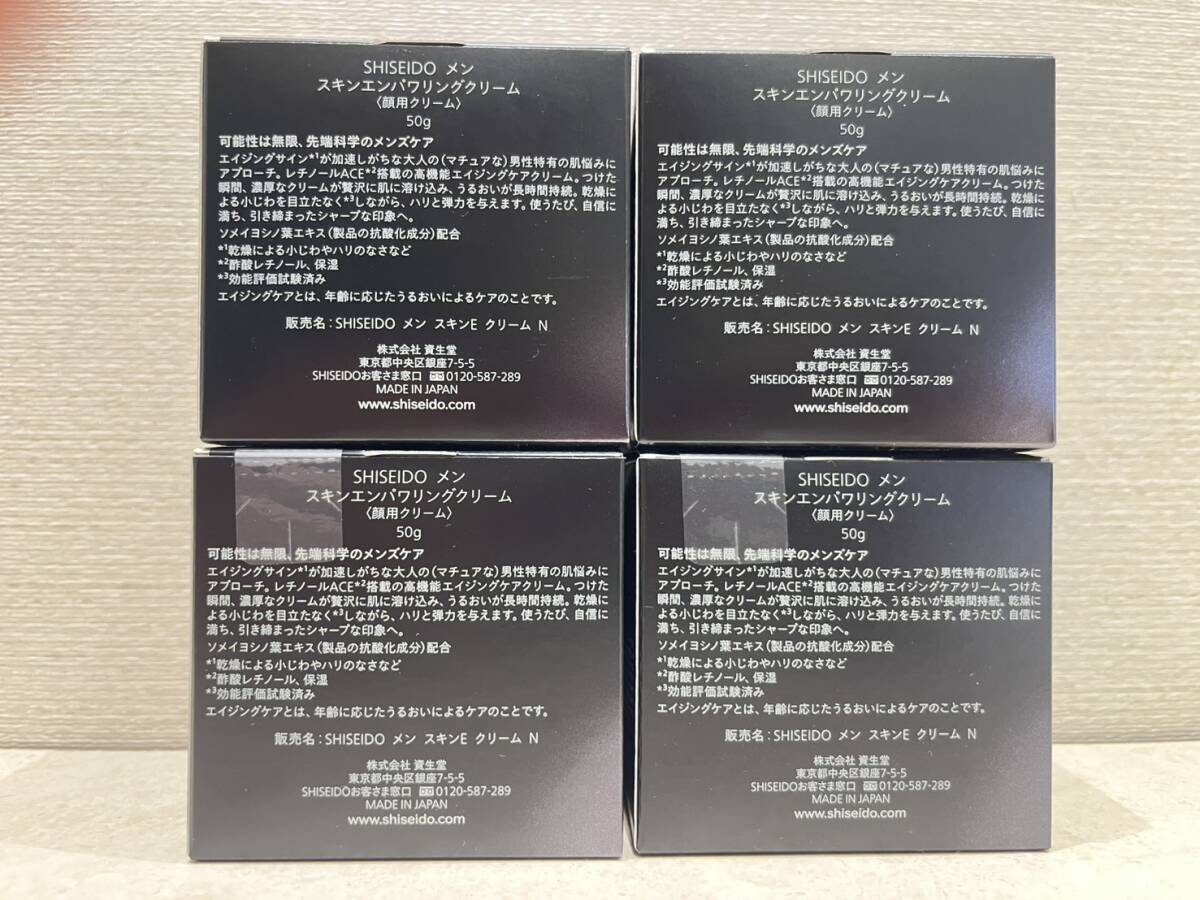 SHISEIDO メン
スキンエンパワリングクリーム
〈顔用クリーム〉
50g
可能性は無限、先端科学のメンズケア
エイジングサイン*1が加速しがちな大人の(マチュアな)男性特有の肌悩みに
アプローチ。レチノールACE*2搭載の高機能エイジングケアクリーム。つけた
瞬間、濃厚なクリームが贅沢に肌に溶け込み、うるおいが長時間持続。乾燥
による小じわを目立たなく*3しながら、ハリと弾力を与えます。使うたび、自信に
満ち、引き締まったシャープな印象へ。
ソメイヨシノ葉エキス(製品の抗酸化成分)配合
*1乾燥による小じわやハリのなさなど
*2酢酸レチノール、保湿
*3効能評価試験済み
エイジングケアとは、年齢に応じたうるおいによるケアのことです。
販売名:SHISEIDO メン スキンE クリーム N
株式会社 資生堂
東京都中央区銀座7-5-5
SHISEIDOお客さま窓口 0120-587-289
MADE IN JAPAN
www.shiseido.com
SHISEIDO メン
スキンエンパワリングクリーム
〈顔用クリーム〉
50g
可能性は無限、先端科学のメンズケア
エイジングサイン*1が加速しがちな大人の(マチュアな)男性特有の肌悩みに
アプローチ。レチノールACE*2搭載の高機能エイジングケアクリーム。つけた
瞬間、濃厚なクリームが贅沢に肌に溶け込み、うるおいが長時間持続。乾燥
による小じわを目立たなく*3しながら、ハリと弾力を与えます。使うたび、自信に
満ち、引き締まったシャープな印象へ。
ソメイヨシノ葉エキス(製品の抗酸化成分)配合
*1乾燥による小じわやハリのなさなど
*2酢酸レチノール、保湿
*3効能評価試験済み
エイジングケアとは、年齢に応じたうるおいによるケアのことです。
販売名:SHISEIDO メン スキンE クリーム N
株式会社 資生堂
東京都中央区銀座7-5-5
SHISEIDOお客さま窓口 0120-587-289
MADE IN JAPAN
www.shiseido.com
SHISEIDO メン
スキンエンパワリングクリーム
〈顔用クリーム〉
50g
可能性は無限、先端科学のメンズケア
エイジングサイン*1が加速しがちな大人の(マチュアな)男性特有の肌悩みに
アプローチ。レチノールACE*2搭載の高機能エイジングケアクリーム。つけた
瞬間、濃厚なクリームが贅沢に肌に溶け込み、うるおいが長時間持続。乾燥
による小じわを目立たなく*3しながら、ハリと弾力を与えます。使うたび、自信に
満ち、引き締まったシャープな印象へ。
ソメイヨシノ葉エキス(製品の抗酸化成分)配合
*1乾燥による小じわやハリのなさなど
*2酢酸レチノール、保湿
*3効能評価試験済み
エイジングケアとは、年齢に応じたうるおいによるケアのことです。
販売名:SHISEIDO メン スキンE クリーム N
株式会社 資生堂
東京都中央区銀座7-5-5
SHISEIDOお客さま窓口 0120-587-289
MADE IN JAPAN
www.shiseido.com
SHISEIDO メン
スキンエンパワリングクリーム
〈顔用クリーム〉
50g
可能性は無限、先端科学のメンズケア
エイジングサイン*1が加速しがちな大人の(マチュアな)男性特有の肌悩みに
アプローチ。レチノールACE*2搭載の高機能エイジングケアクリーム。つけた
瞬間、濃厚なクリームが贅沢に肌に溶け込み、うるおいが長時間持続。乾燥
による小じわを目立たなく*3しながら、ハリと弾力を与えます。使うたび、自信に
満ち、引き締まったシャープな印象へ。
ソメイヨシノ葉エキス(製品の抗酸化成分)配合
*1乾燥による小じわやハリのなさなど
*2酢酸レチノール、保湿
*3効能評価試験済み
エイジングケアとは、年齢に応じたうるおいによるケアのことです。
販売名:SHISEIDO メン スキンE クリーム N
株式会社 資生堂
東京都中央区銀座7-5-5
SHISEIDOお客さま窓口 0120-587-289
MADE IN JAPAN
www.shiseido.com